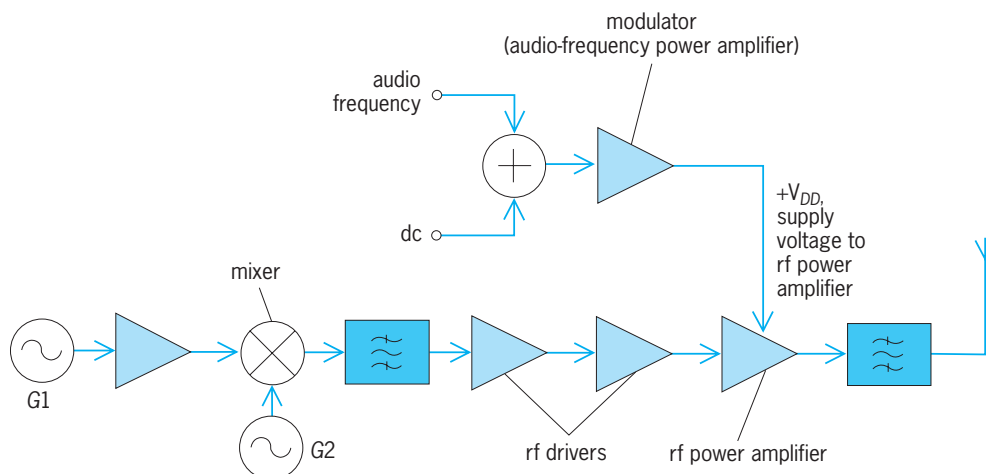 modulator
(audio-frequency power amplifier)
audio
frequency
dc
+V_DD,
supply
voltage to
rf power
amplifier
mixer
G1
G2
rf drivers
rf power amplifier